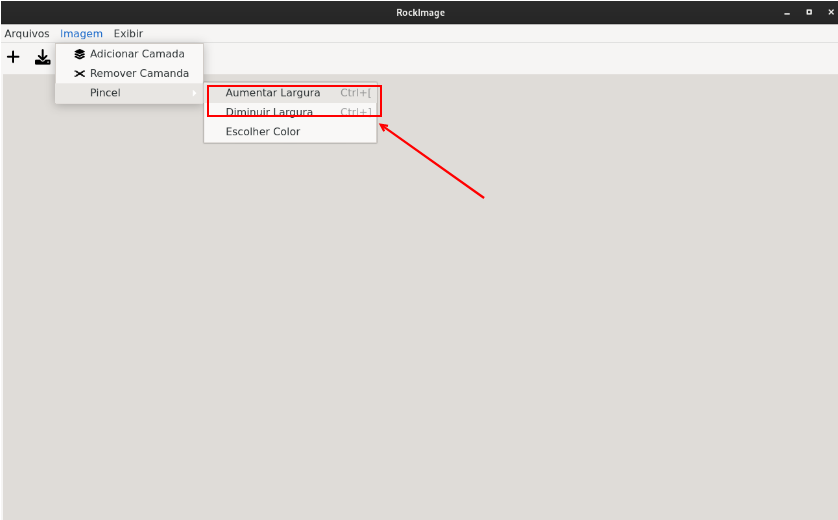 RockImage
Arquivos Imagem Exibir
Adicionar Camada
Remover Camanda
Pincel
Aumentar Largura Ctrl+[
Diminuir Largura Ctrl+]
Escolher Color